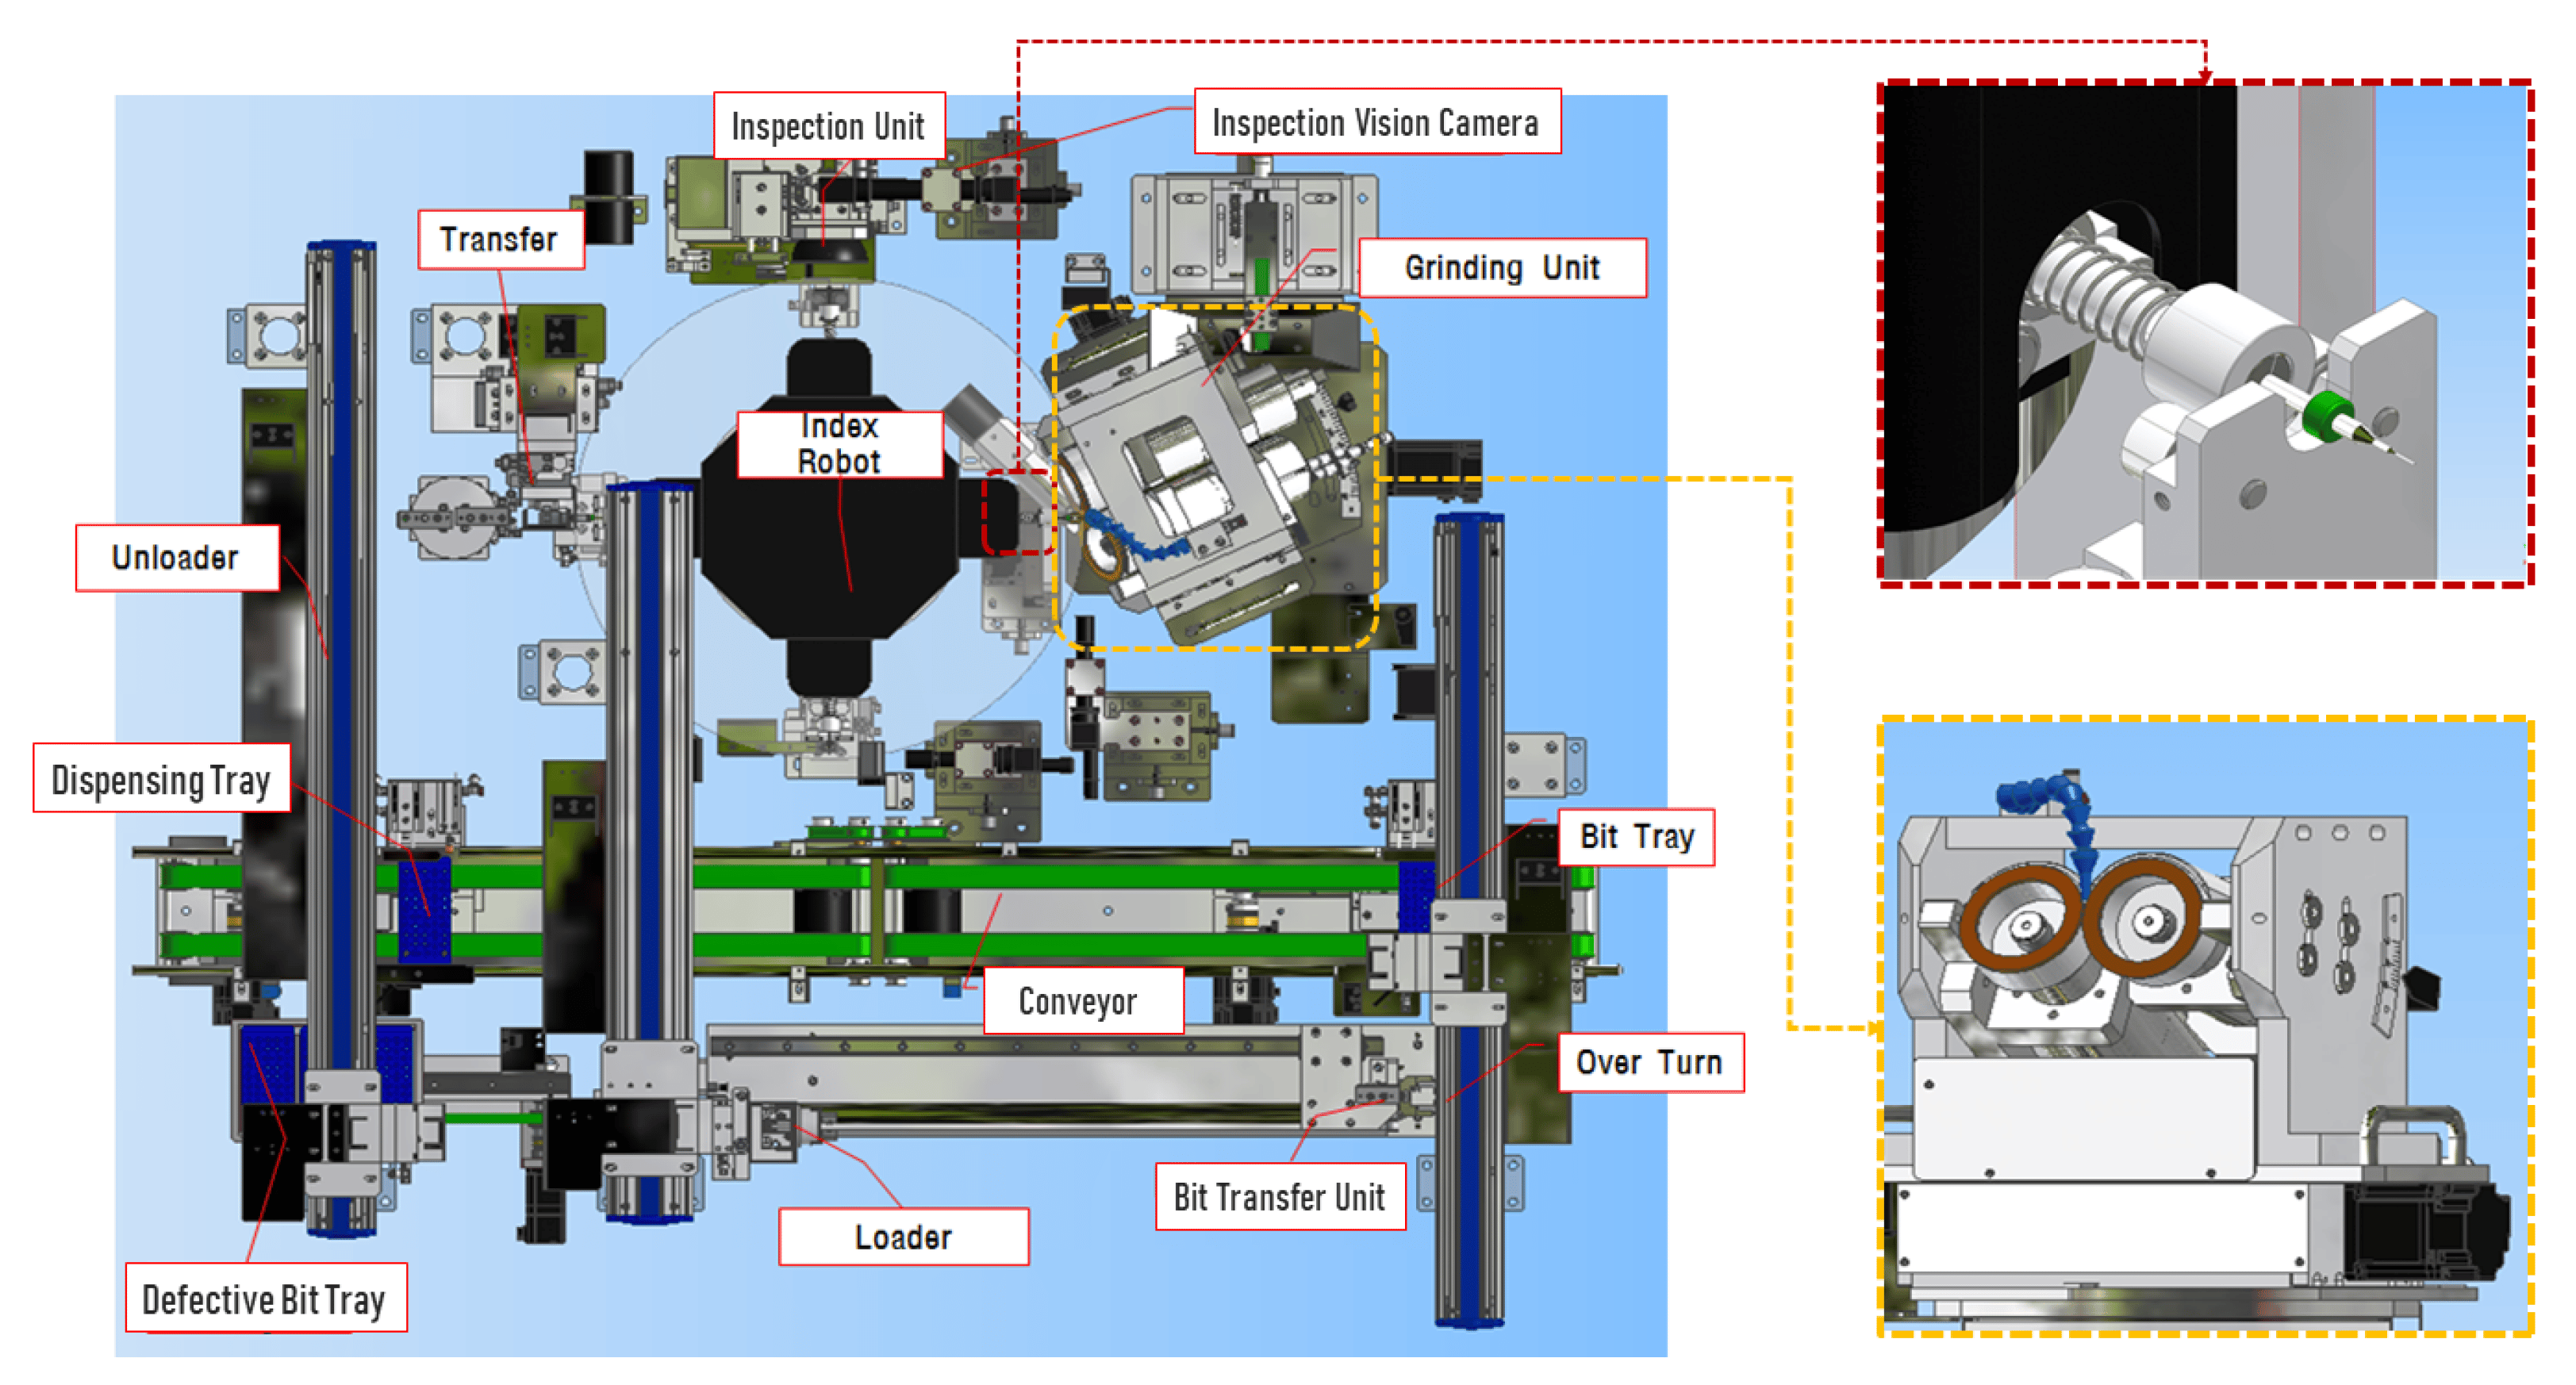 Inspection Unit
Inspection Vision Camera
Transfer
Grinding Unit
Index
Robot
Unloader
Dispensing Tray
Bit Tray
Conveyor
Over Turn
Bit Transfer Unit
Loader
Defective Bit Tray